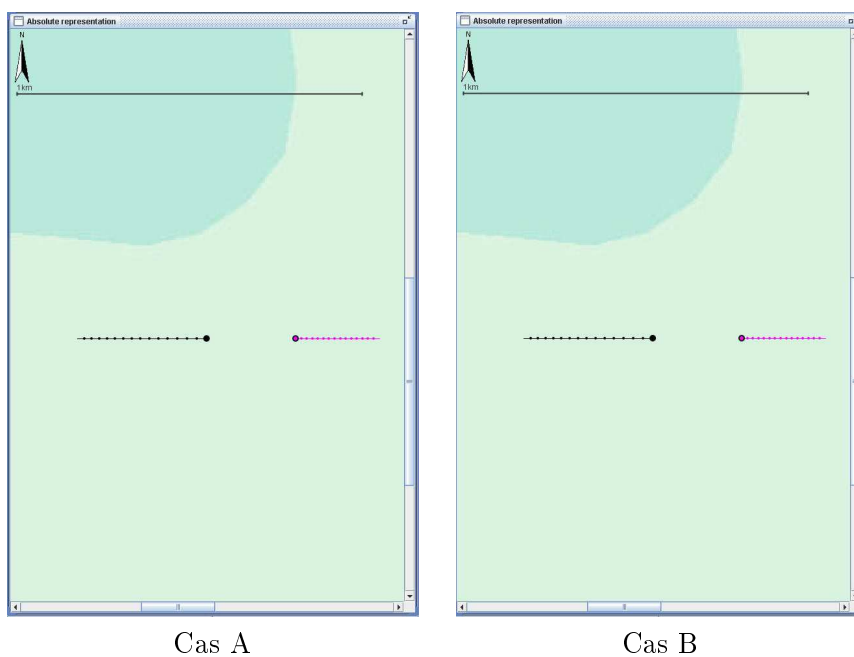 Absolute representation
N
1km
Absolute representation
N
1km
Cas A
Cas B